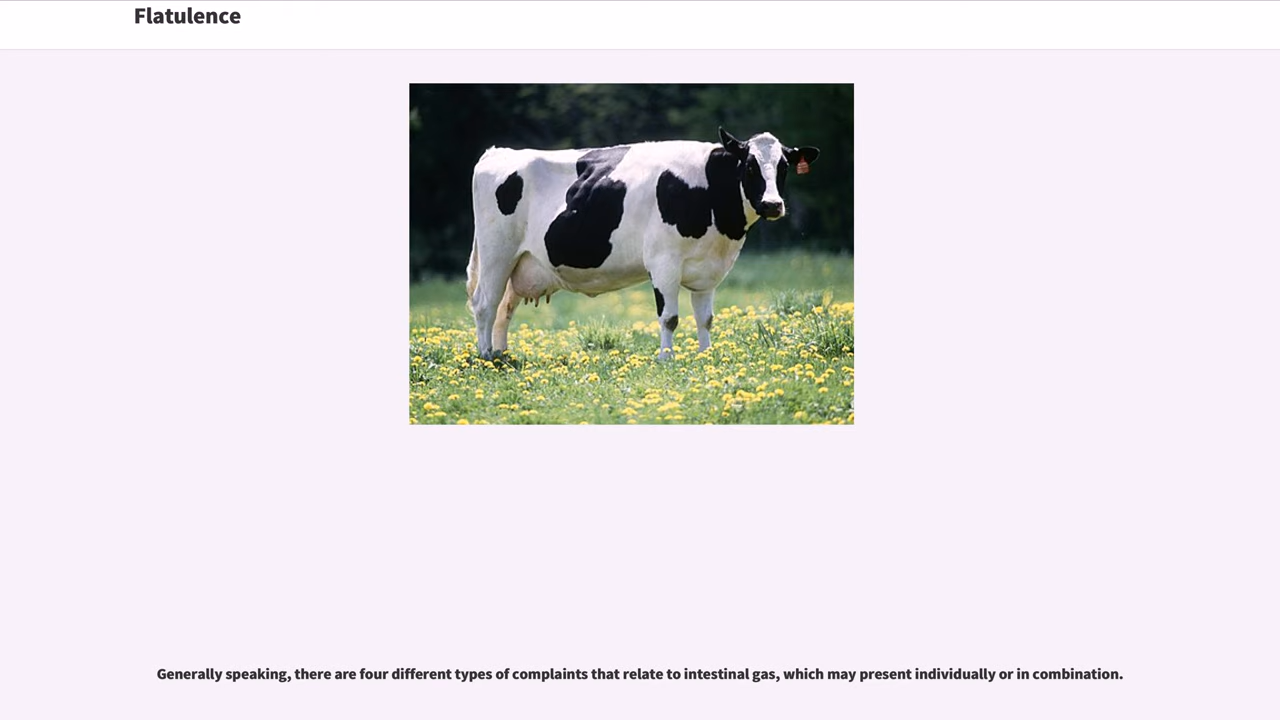 Flatulence
Generally speaking, there are four different types of complaints that relate to intestinal gas, which may present individually or in combination.